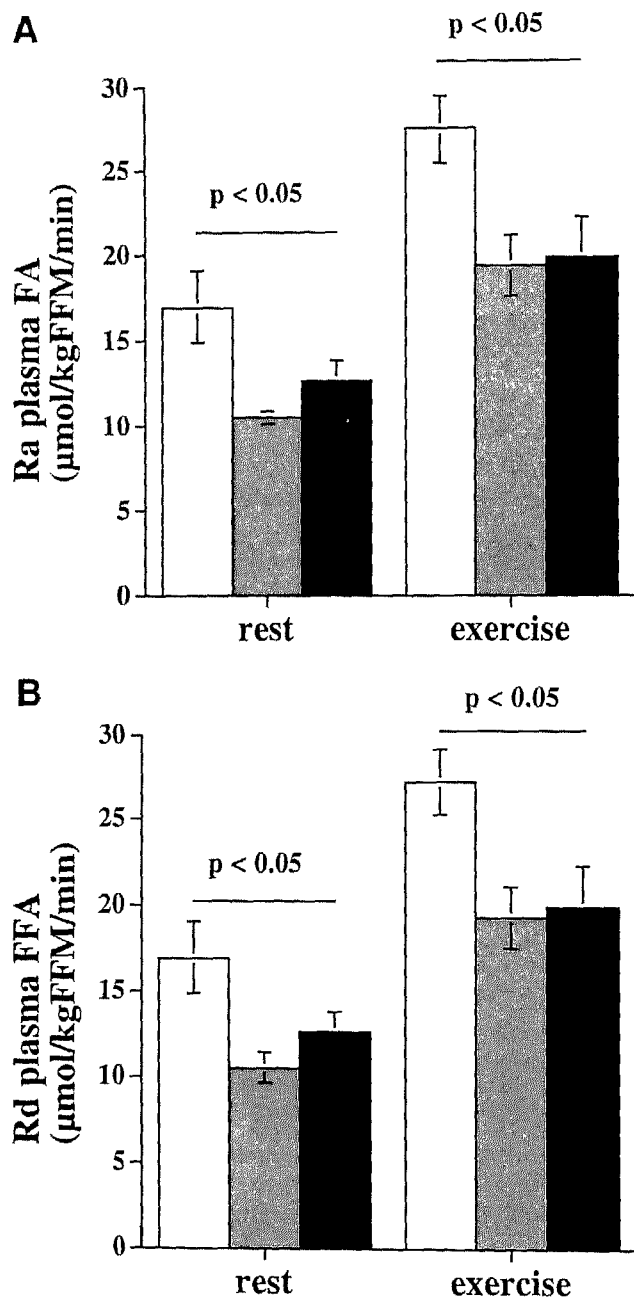 A
p < 0.05
p < 0.05
Ra plasma FA
(µmol/kgFFM/min)
30
25
20
15
10
5
0
rest
exercise
B
p < 0.05
p < 0.05
Rd plasma FFA
(µmol/kgFFM/min)
30
25
20
15
10
5
0
rest
exercise